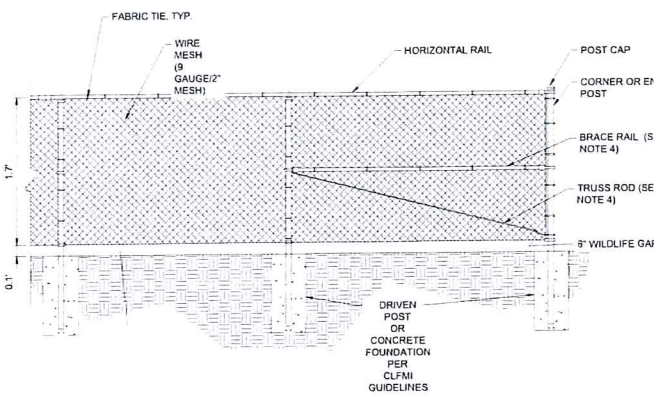 FABRIC TIE, TYP.
WIRE
MESH
(9
GAUGE/2"
MESH)
HORIZONTAL RAIL
POST CAP
CORNER OR EN
POST
BRACE RAIL (S
NOTE 4)
TRUSS ROD (SE
NOTE 4)
6" WILDLIFE GAP
1.7'
0.1'
DRIVEN
POST
OR
CONCRETE
FOUNDATION
PER
CLFMI
GUIDELINES